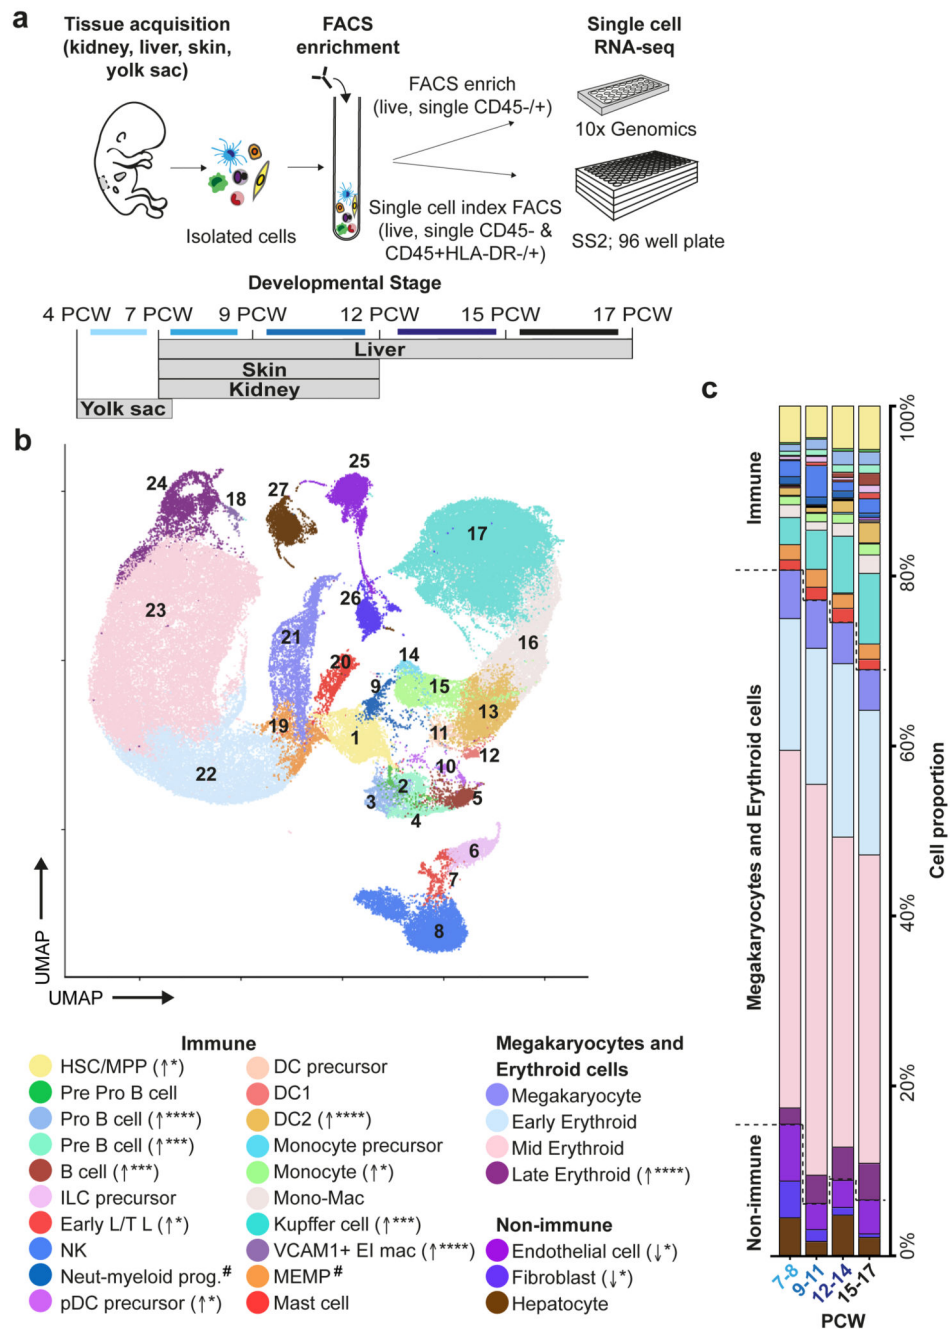 a
Tissue acquisition
(kidney, liver, skin,
yolk sac)
FACS
enrichment
Single cell
RNA-seq
FACS enrich
(live, single CD45-/+)
10x Genomics
Isolated cells
Single cell index FACS
(live, single CD45- &
CD45+HLA-DR-/+)
SS2; 96 well plate
Developmental Stage
4 PCW 7 PCW 9 PCW 12 PCW 15 PCW 17 PCW
Liver
Skin
Kidney
Yolk sac
b
24
18
27
25
17
23
26
21
16
14
20
9
15
19
1
13
11
12
22
10
2
3
5
4
6
7
8
UMAP
UMAP
Immune
HSC/MPP (↑*)
Pre Pro B cell
Pro B cell (↑****)
Pre B cell (↑***)
B cell (↑***)
ILC precursor
Early L/T L (↑*)
NK
Neut-myeloid prog.#
pDC precursor (↑*)
DC precursor
DC1
DC2 (↑****)
Monocyte precursor
Monocyte (↑*)
Mono-Mac
Kupffer cell (↑***)
VCAM1+ EI mac (↑****)
MEMP#
Mast cell
Megakaryocytes and
Erythroid cells
Megakaryocyte
Early Erythroid
Mid Erythroid
Late Erythroid (↑****)
Non-immune
Endothelial cell (↓*)
Fibroblast (↓*)
Hepatocyte
c
Immune
Megakaryocytes and Erythroid cells
Non-immune
100%
80%
60%
40%
20%
0%
Cell proportion
7-8
9-11
12-14
15-17
PCW